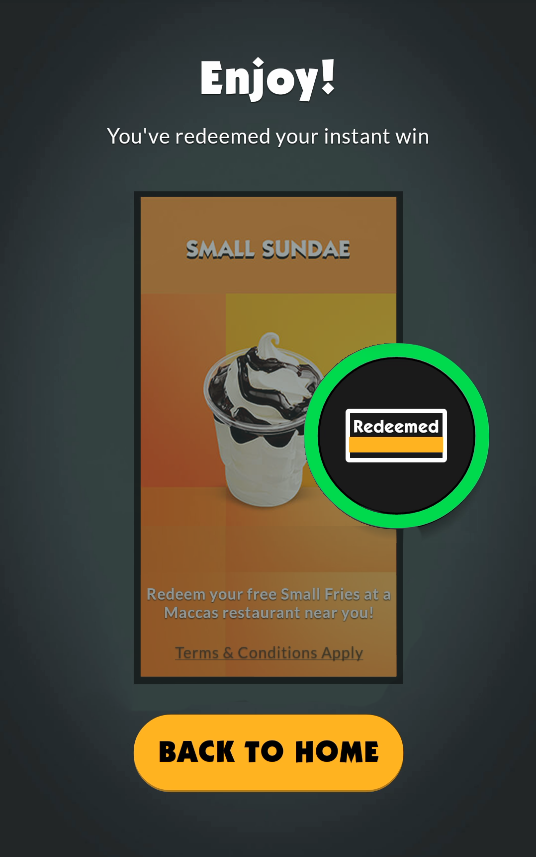 Enjoy!
You've redeemed your instant win
SMALL SUNDAE
Redeemed
Redeem your free Small Fries at a
Maccas restaurant near you!
Terms & Conditions Apply
BACK TO HOME